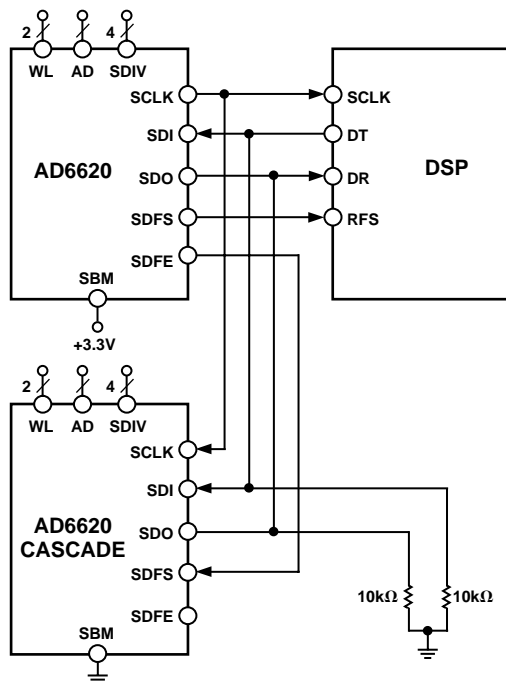 2 4
WL AD SDIV
SCLK SCLK
SDI DT
AD6620 DSP
SDO DR
SDFS RFS
SDFE
SBM
+3.3V
2 4
WL AD SDIV
SCLK
SDI
AD6620
CASCADE
SDO
SDFS
10kΩ 10kΩ
SDFE
SBM